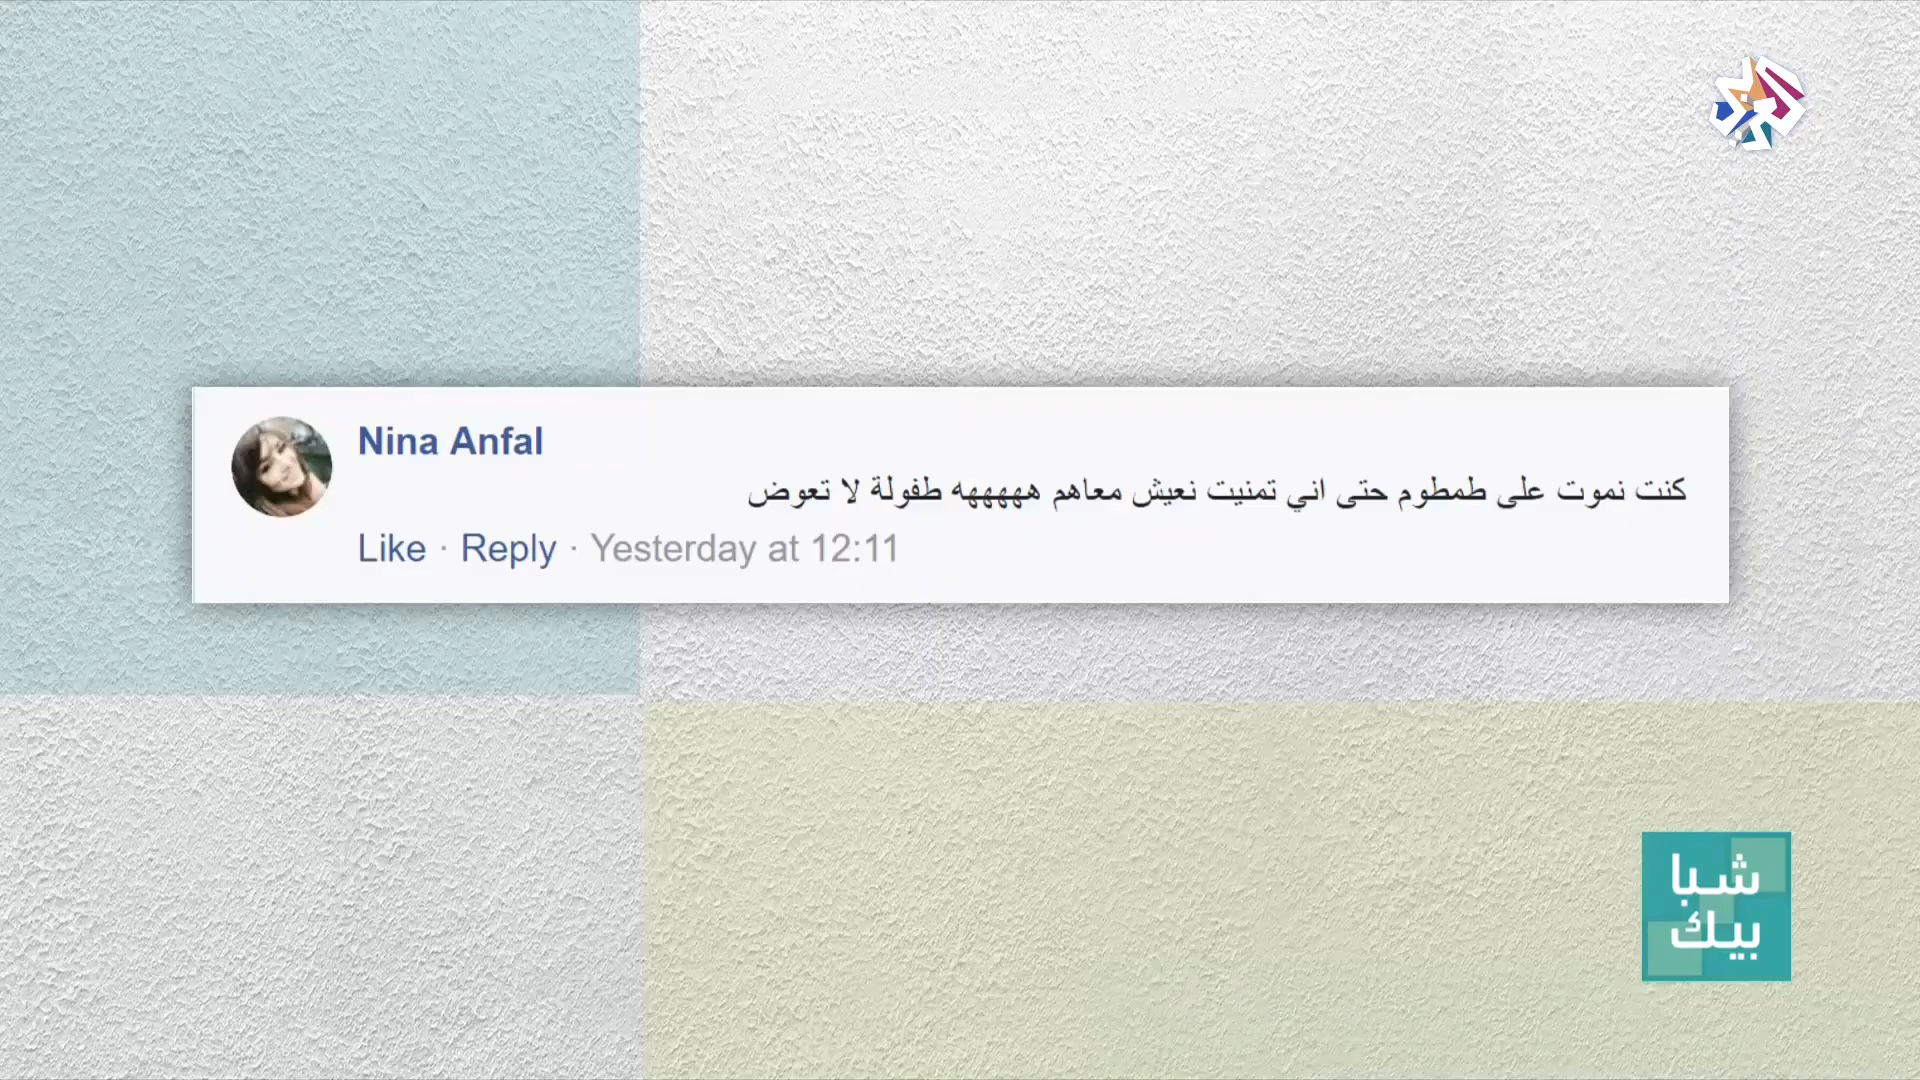 Nina Anfal
كنت نموت على طمطوم حتى اني تمنيت نعيش معاهم ههههه طفولة لا تعوض
Like · Reply · Yesterday at 12:11
شبا
بيك